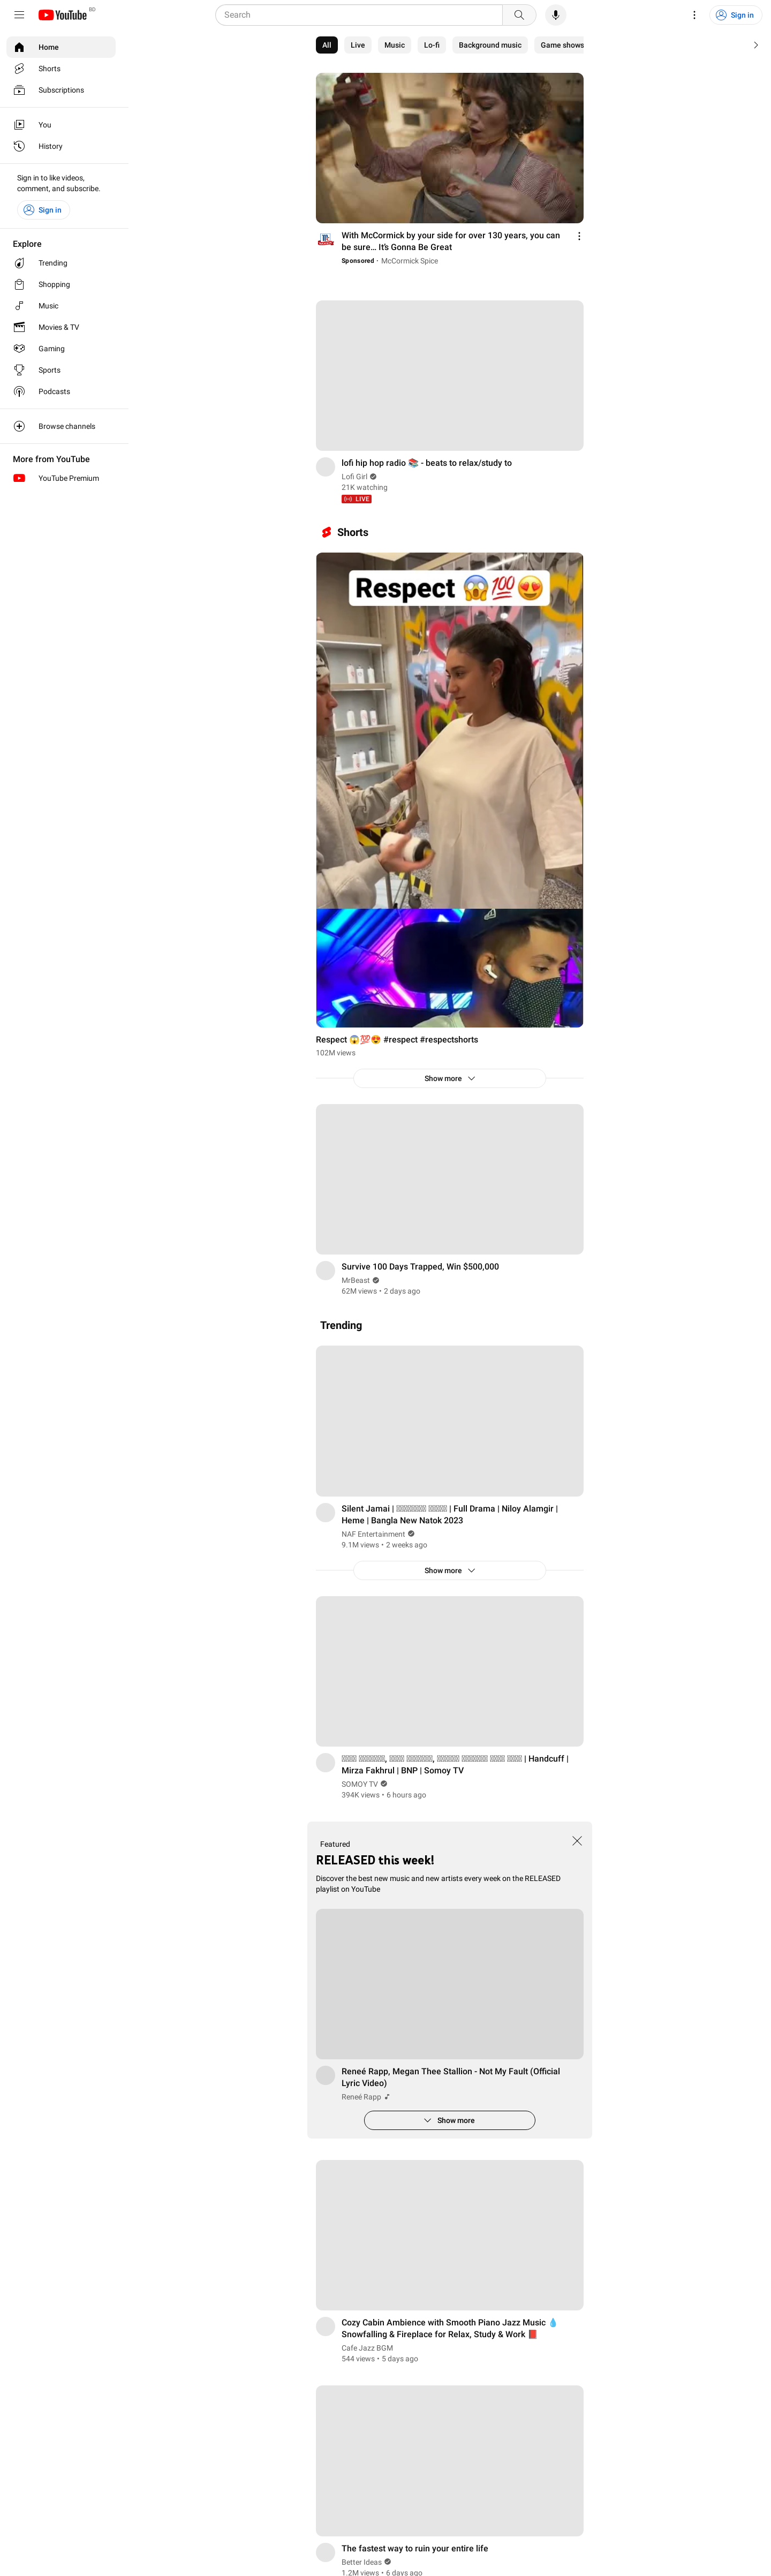 YouTube BD
Search
Sign in
Home
Shorts
Subscriptions
You
History
Sign in to like videos,
comment, and subscribe.
Sign in
Explore
Trending
Shopping
Music
Movies & TV
Gaming
Sports
Podcasts
Browse channels
More from YouTube
YouTube Premium
All
Live
Music
Lo-fi
Background music
Game shows
With McCormick by your side for over 130 years, you can
be sure... It's Gonna Be Great
Sponsored · McCormick Spice
lofi hip hop radio 📚 - beats to relax/study to
Lofi Girl
21K watching
LIVE
Shorts
Respect 😱💯😍
Respect 😱💯😍 #respect #respectshorts
102M views
Show more
Survive 100 Days Trapped, Win $500,000
MrBeast
62M views • 2 days ago
Trending
Silent Jamai | | Full Drama | Niloy Alamgir |
Heme | Bangla New Natok 2023
NAF Entertainment
9.1M views • 2 weeks ago
Show more
| Handcuff |
Mirza Fakhrul | BNP | Somoy TV
SOMOY TV
394K views • 6 hours ago
Featured
RELEASED this week!
Discover the best new music and new artists every week on the RELEASED
playlist on YouTube
Reneé Rapp, Megan Thee Stallion - Not My Fault (Official
Lyric Video)
Reneé Rapp
Show more
Cozy Cabin Ambience with Smooth Piano Jazz Music 💧
Snowfalling & Fireplace for Relax, Study & Work 📕
Cafe Jazz BGM
544 views • 5 days ago
The fastest way to ruin your entire life
Better Ideas
1.2M views • 6 days ago